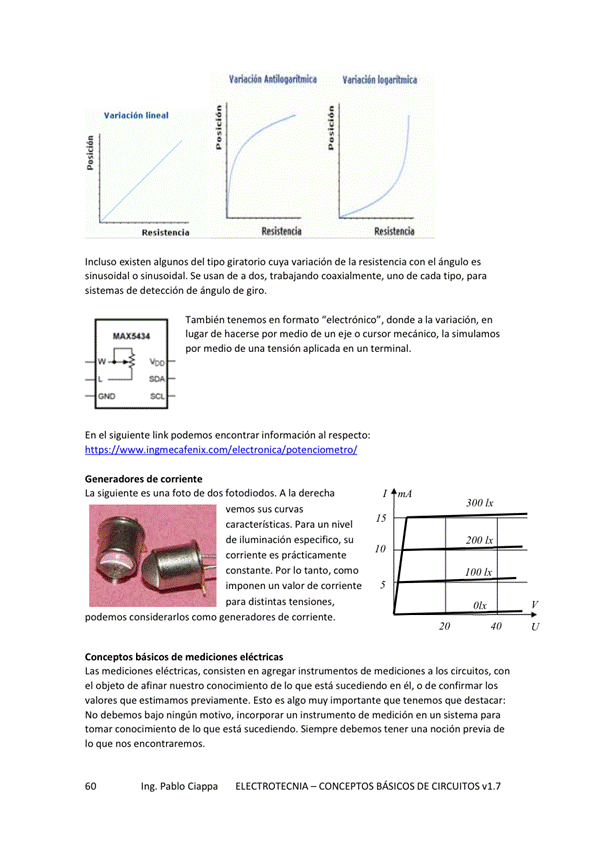 Variación Antilogarítmica
Variación logarítmica
Variación lineal
Posición
Posición
Posición
Resistencia
Resistencia
Resistencia
Incluso existen algunos del tipo giratorio cuya variación de la resistencia con el ángulo es
sinusoidal o sinusoidal. Se usan de a dos, trabajando coaxialmente, uno de cada tipo, para
sistemas de detección de ángulo de giro.
También tenemos en formato “electrónico”, donde a la variación, en
lugar de hacerse por medio de un eje o cursor mecánico, la simulamos
por medio de una tensión aplicada en un terminal.
MAX5434
W
VDD
L
SDA
GND
SCL
En el siguiente link podemos encontrar información al respecto:
https://www.ingmecafenix.com/electronica/potenciometro/
Generadores de corriente
La siguiente es una foto de dos fotodiodos. A la derecha
vemos sus curvas
características. Para un nivel
de iluminación especifico, su
corriente es prácticamente
constante. Por lo tanto, como
imponen un valor de corriente
para distintas tensiones,
podemos considerarlos como generadores de corriente.
I mA
300 lx
15
200 lx
10
100 lx
5
0lx
V
20 40 U
Conceptos básicos de mediciones eléctricas
Las mediciones eléctricas, consisten en agregar instrumentos de mediciones a los circuitos, con
el objeto de afinar nuestro conocimiento de lo que está sucediendo en él, o de confirmar los
valores que estimamos previamente. Esto es algo muy importante que tenemos que destacar:
No debemos bajo ningún motivo, incorporar un instrumento de medición en un sistema para
tomar conocimiento de lo que está sucediendo. Siempre debemos tener una noción previa de
lo que nos encontraremos.
60 Ing. Pablo Ciappa ELECTROTECNIA – CONCEPTOS BÁSICOS DE CIRCUITOS v1.7